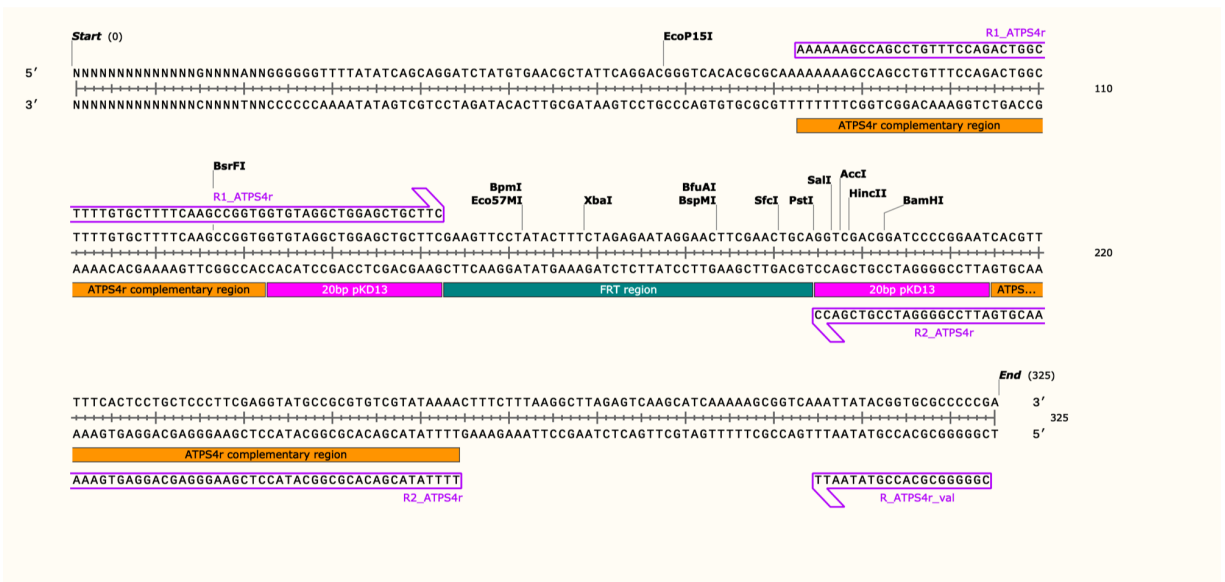 Start (0)
EcoP15I
R1_ATPS4r
AAAAAAGCCAGCCTGTTTCCAGACTGGC
5′ NNNNNNNNNNNNNNGNNNNANNGGGGGGTTTTATATCAGCAGGATCTATGTGAACGCTATTCAGGACGGGTCACACGCGCAAAAAAAAGCCAGCCTGTTTCCAGACTGGC
110
3′ NNNNNNNNNNNNNNCNNNNTNNCCCCCCAAAATATAGTCGTCCTAGATACACTTGCGATAAGTCCTGCCCAGTGTGCGCGTTTTTTTTCGGTCGGACAAAGGTCTGACCG
ATPS4r complementary region
BsrFI
R1_ATPS4r
BpmI
Eco57MI
XbaI
BfuAI
BspMI
SfcI
PstI
SalI
AccI
HincII
BamHI
TTTTGTGCTTTTCAAGCCGGTGGTGTAGGCTGGAGCTGCTTC
TTTTGTGCTTTTCAAGCCGGTGGTGTAGGCTGGAGCTGCTTCGAAGTTCCTATACTTTCTAGAGAATAGGAACTTCGAACTGCAGGTCGACGGATCCCCGGAATCACGTT
220
AAAACACGAAAAGTTCGGCCACCACATCCGACCTCGACGAAGCTTCAAGGATATGAAAGATCTCTTATCCTTGAAGCTTGACGTCCAGCTGCCTAGGGGCCTTAGTGCAA
ATPS4r complementary region
20bp pKD13
FRT region
20bp pKD13
ATPS...
CCAGCTGCCTAGGGGCCTTAGTGCAA
R2_ATPS4r
End (325)
TTTCACTCCTGCTCCCTTCGAGGTATGCCGCGTGTCGTATAAAACTTTCTTTAAGGCTTAGAGTCAAGCATCAAAAAGCGGTCAAATTATACGGTGCGCCCCCGA 3′
325
AAAGTGAGGACGAGGGAAGCTCCATACGGCGCACAGCATATTTTGAAAGAAATTCCGAATCTCAGTTCGTAGTTTTTCGCCAGTTTAATATGCCACGCGGGGGCT 5′
ATPS4r complementary region
AAAGTGAGGACGAGGGAAGCTCCATACGGCGCACAGCATATTTT
R2_ATPS4r
TTAATATGCCACGCGGGGGC
R_ATPS4r_val